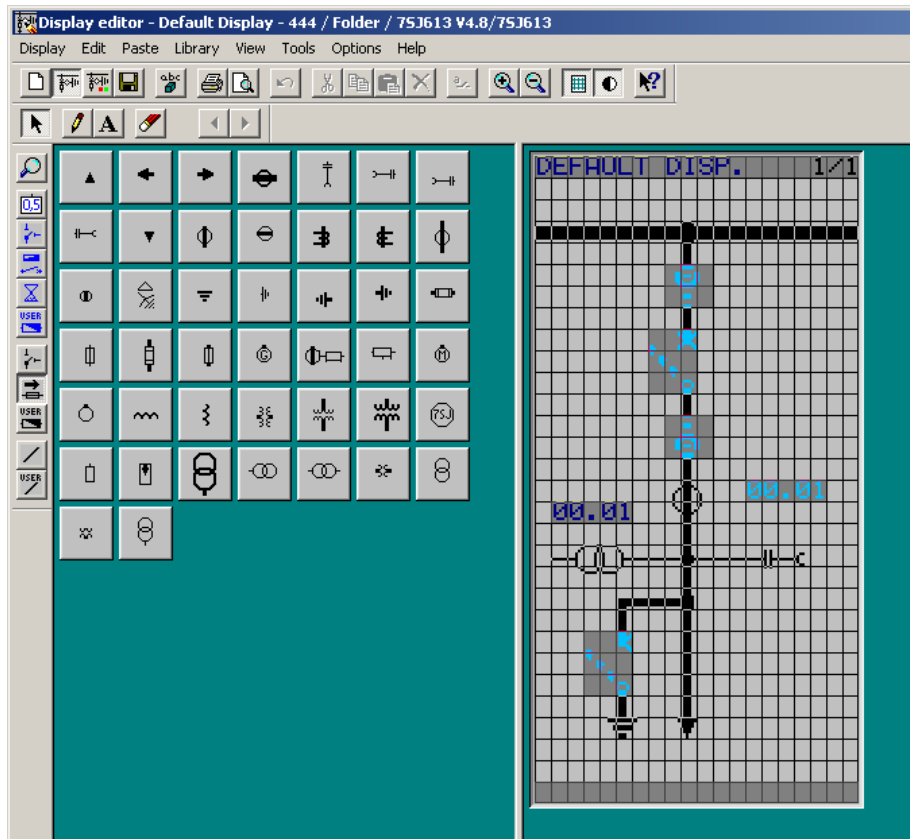 Display editor - Default Display - 444 / Folder / 7SJ613 V4.8/7SJ613
Display Edit Paste Library View Tools Options Help
abc
A
DEFAULT DISP. 1/1
0,5
USER
G
M
USER
7SJ
USER
00.01
00.01